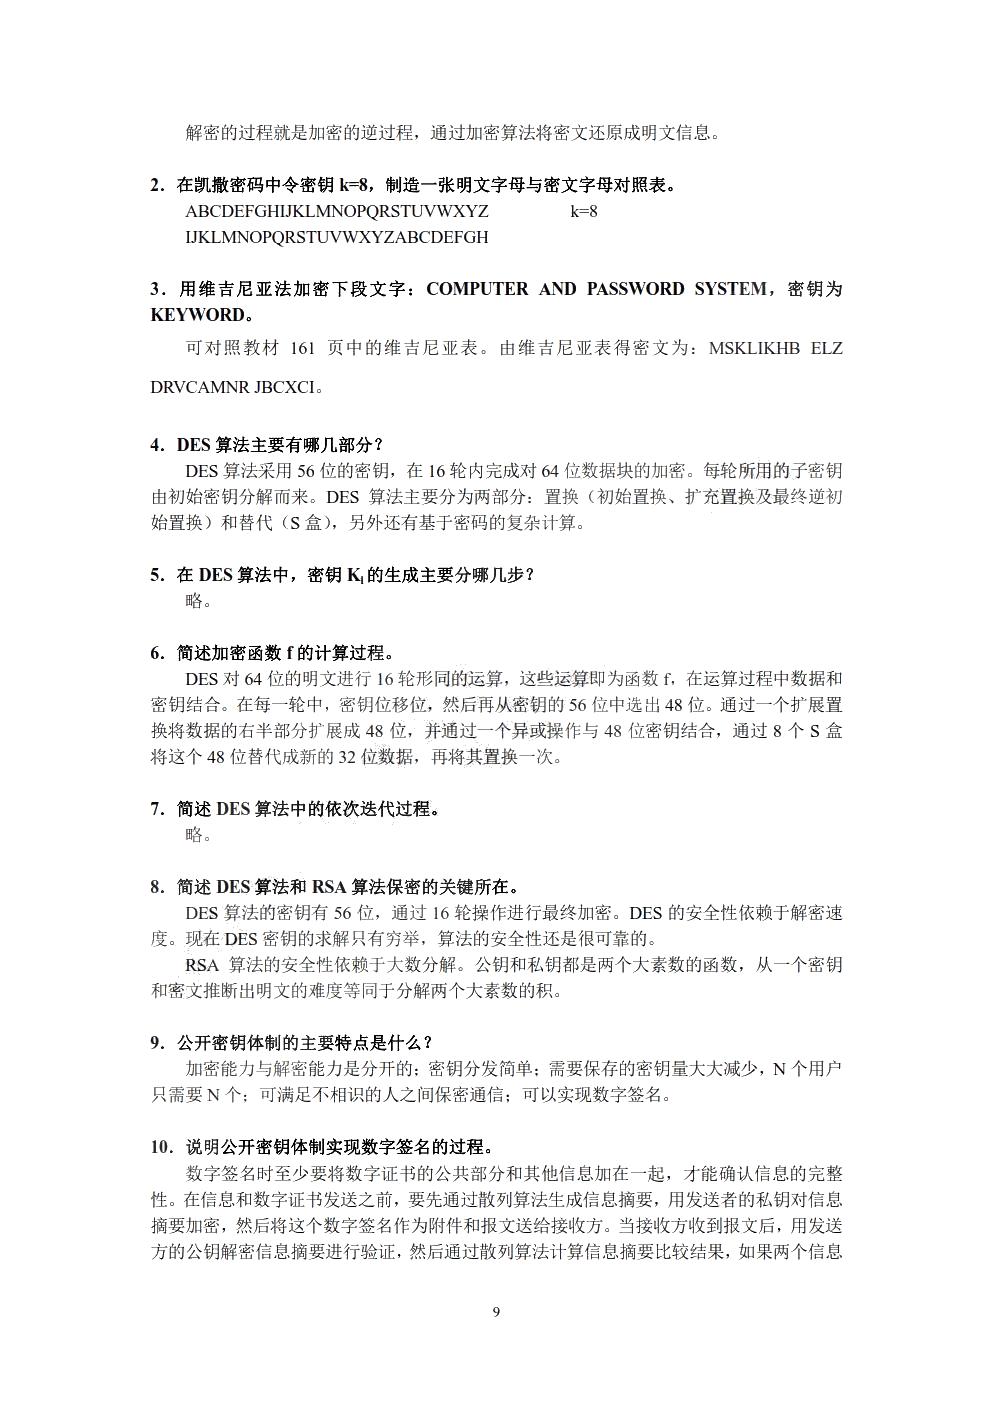 解密的过程就是加密的逆过程，通过加密算法将密文还原成明文信息。
2．在凯撒密码中令密钥 k=8，制造一张明文字母与密文字母对照表。
ABCDEFGHIJKLMNOPQRSTUVWXYZ k=8
IJKLMNOPQRSTUVWXYZABCDEFGH
3．用维吉尼亚法加密下段文字：COMPUTER AND PASSWORD SYSTEM，密钥为
KEYWORD。
可对照教材 161 页中的维吉尼亚表。由维吉尼亚表得密文为：MSKLIKHB ELZ
DRVCAMNR JBCXCI。
4．DES 算法主要有哪几部分？
DES 算法采用 56 位的密钥，在 16 轮内完成对 64 位数据块的加密。每轮所用的子密钥
由初始密钥分解而来。DES 算法主要分为两部分：置换（初始置换、扩充置换及最终逆初
始置换）和替代（S 盒），另外还有基于密码的复杂计算。
5．在 DES 算法中，密钥 Ki 的生成主要分哪几步？
略。
6．简述加密函数 f 的计算过程。
DES 对 64 位的明文进行 16 轮形同的运算，这些运算即为函数 f，在运算过程中数据和
密钥结合。在每一轮中，密钥位移位，然后再从密钥的 56 位中选出 48 位。通过一个扩展置
换将数据的右半部分扩展成 48 位，并通过一个异或操作与 48 位密钥结合，通过 8 个 S 盒
将这个 48 位替代成新的 32 位数据，再将其置换一次。
7．简述 DES 算法中的依次迭代过程。
略。
8．简述 DES 算法和 RSA 算法保密的关键所在。
DES 算法的密钥有 56 位，通过 16 轮操作进行最终加密。DES 的安全性依赖于解密速
度。现在 DES 密钥的求解只有穷举，算法的安全性还是很可靠的。
RSA 算法的安全性依赖于大数分解。公钥和私钥都是两个大素数的函数，从一个密钥
和密文推断出明文的难度等同于分解两个大素数的积。
9．公开密钥体制的主要特点是什么？
加密能力与解密能力是分开的；密钥分发简单；需要保存的密钥量大大减少，N 个用户
只需要 N 个；可满足不相识的人之间保密通信；可以实现数字签名。
10．说明公开密钥体制实现数字签名的过程。
数字签名时至少要将数字证书的公共部分和其他信息加在一起，才能确认信息的完整
性。在信息和数字证书发送之前，要先通过散列算法生成信息摘要，用发送者的私钥对信息
摘要加密，然后将这个数字签名作为附件和报文送给接收方。当接收方收到报文后，用发送
方的公钥解密信息摘要进行验证，然后通过散列算法计算信息摘要比较结果，如果两个信息
9